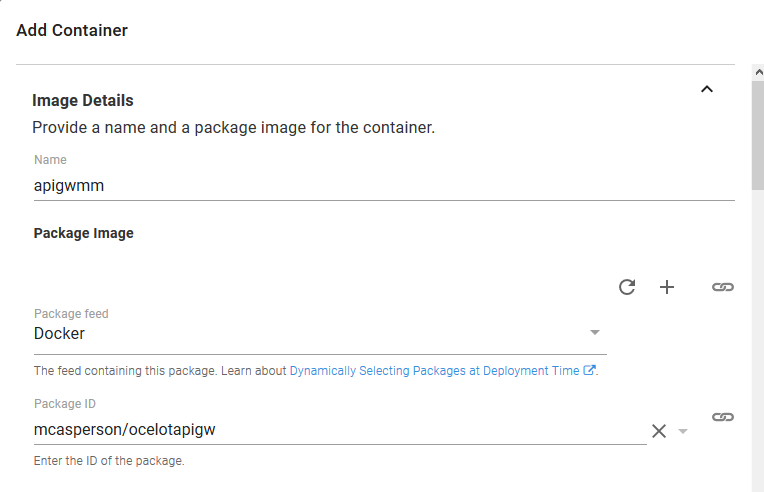 Add Container
Image Details
Provide a name and a package image for the container.
Name
apigwmm
Package Image
Package feed
Docker
The feed containing this package. Learn about Dynamically Selecting Packages at Deployment Time.
Package ID
mcasperson/ocelotapigw
Enter the ID of the package.